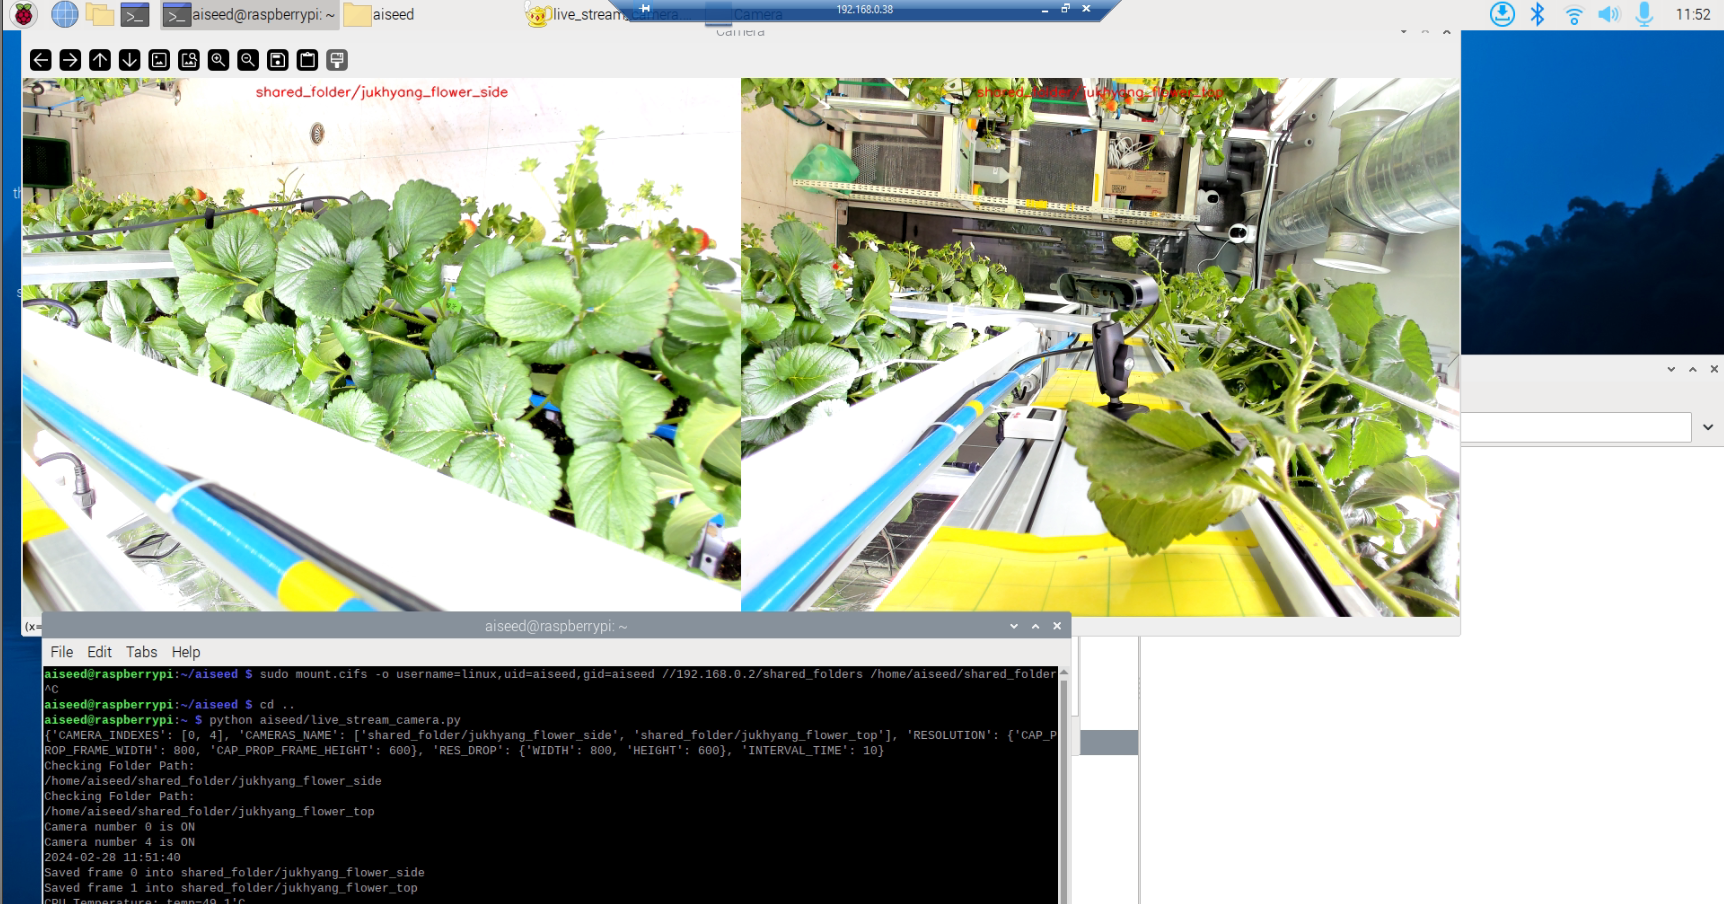 aiseed@raspberrypi: ~
aiseed
live_stream_camera...
Camera
192.168.0.38
11:52
Camera
shared_folder/jukhyang_flower_side
shared_folder/jukhyang_flower_top
th
s
(x=
aiseed@raspberrypi: ~
File Edit Tabs Help
aiseed@raspberrypi:~/aiseed $ sudo mount.cifs -o username=linux,uid=aiseed,gid=aiseed //192.168.0.2/shared_folders /home/aiseed/shared_folder
^C
aiseed@raspberrypi:~/aiseed $ cd ..
aiseed@raspberrypi:~ $ python aiseed/live_stream_camera.py
{'CAMERA_INDEXES': [0, 4], 'CAMERAS_NAME': ['shared_folder/jukhyang_flower_side', 'shared_folder/jukhyang_flower_top'], 'RESOLUTION': {'CAP_P
ROP_FRAME_WIDTH': 800, 'CAP_PROP_FRAME_HEIGHT': 600}, 'RES_DROP': {'WIDTH': 800, 'HEIGHT': 600}, 'INTERVAL_TIME': 10}
Checking Folder Path:
/home/aiseed/shared_folder/jukhyang_flower_side
Checking Folder Path:
/home/aiseed/shared_folder/jukhyang_flower_top
Camera number 0 is ON
Camera number 4 is ON
2024-02-28 11:51:40
Saved frame 0 into shared_folder/jukhyang_flower_side
Saved frame 1 into shared_folder/jukhyang_flower_top
CPU Temperature: temp=49.1'C